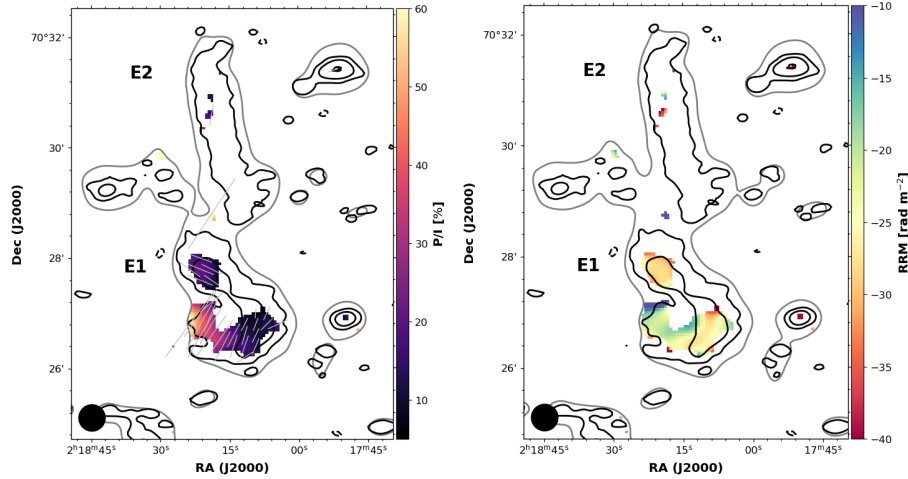 70°32'
30'
28'
26'
Dec (J2000)
E2
E1
2ʰ18ᵐ45ˢ
30ˢ
15ˢ
00ˢ
17ᵐ45ˢ
RA (J2000)
60
50
40
30
20
10
P/I [%]
70°32'
30'
28'
26'
Dec (J2000)
E2
E1
2ʰ18ᵐ45ˢ
30ˢ
15ˢ
00ˢ
17ᵐ45ˢ
RA (J2000)
−10
−15
−20
−25
−30
−35
−40
RRM [rad m⁻²]